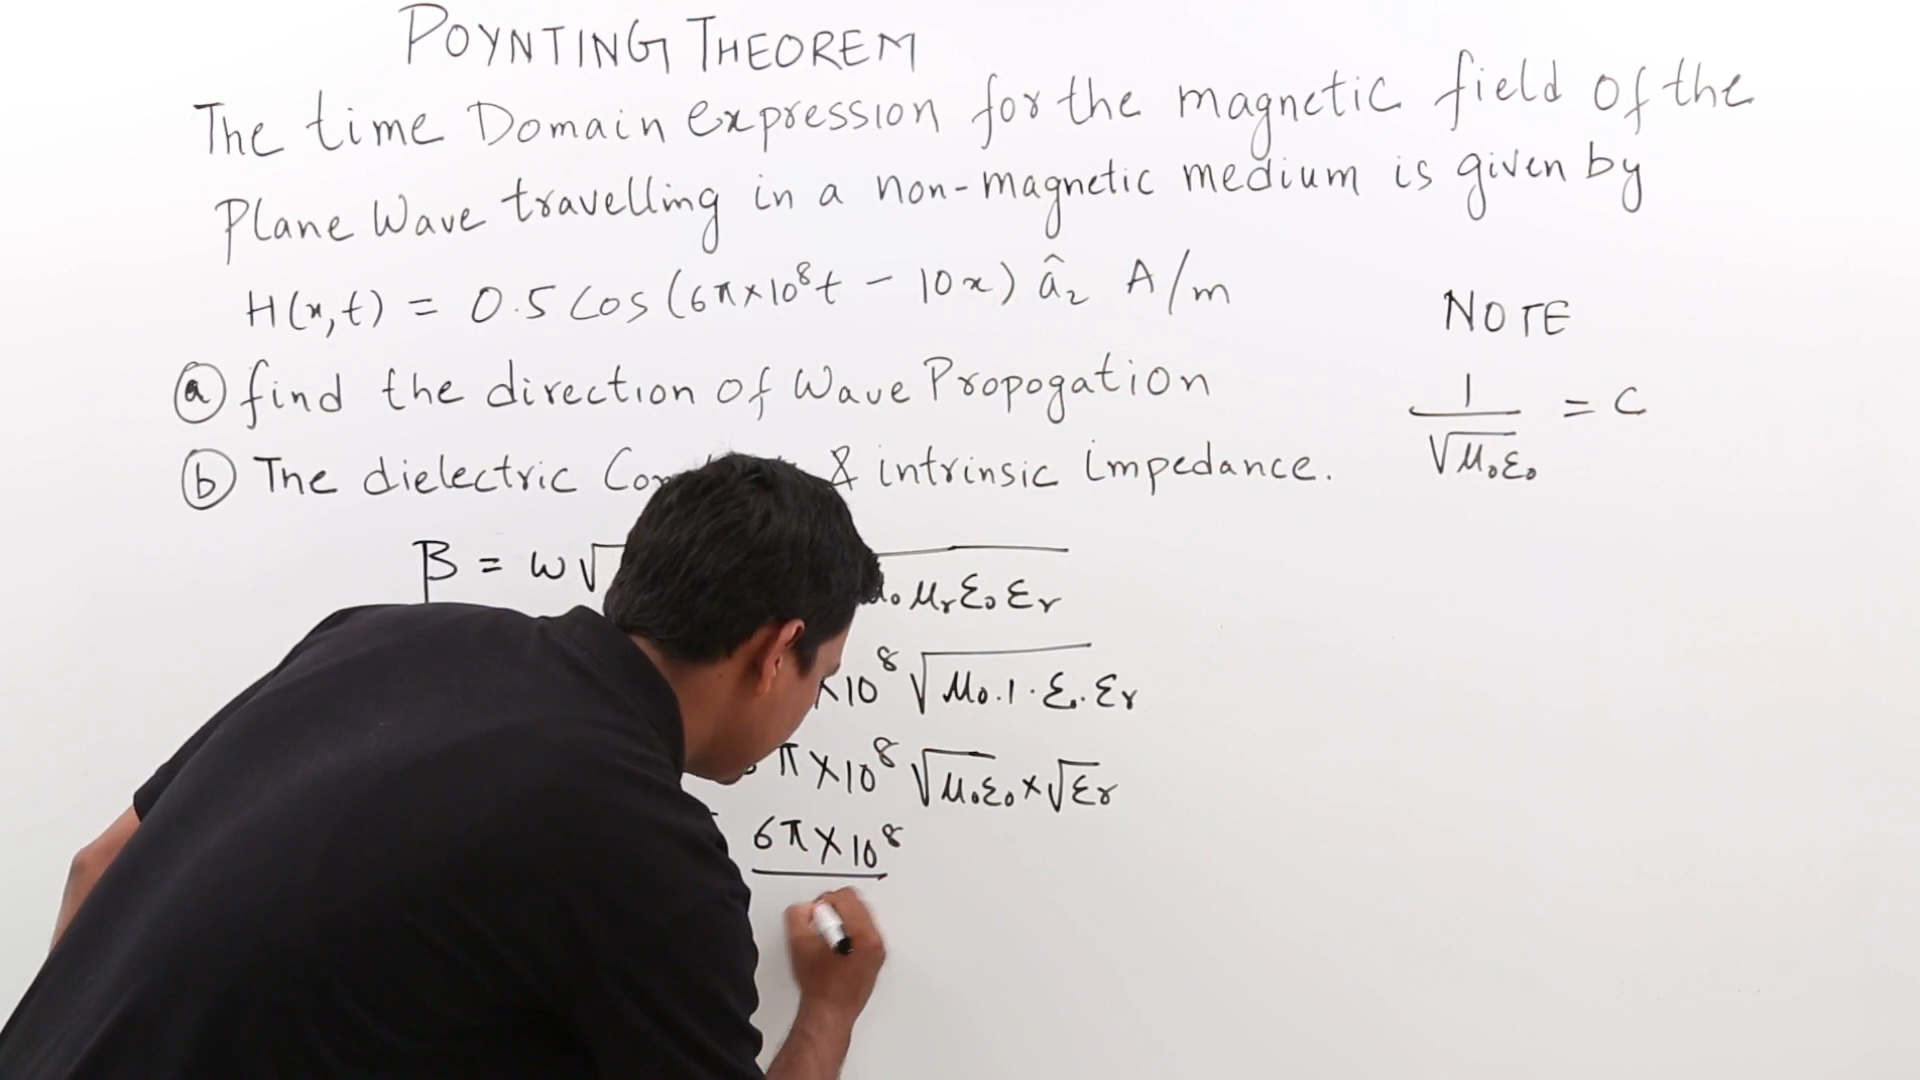 POYNTING THEOREM
The time Domain expression for the magnetic field of the
Plane Wave travelling in a non-magnetic medium is given by
H(x,t) = 0.5 Cos (6π×10⁸t - 10x) â₂ A/m
NOTE
ⓐ find the direction of Wave Propogation
1/√μ₀ε₀ = C
ⓑ The dielectric & intrinsic impedance.
β = ω√ μ₀ μᵣ ε₀ εᵣ
×10⁸ √μ₀.1.ε₀.εᵣ
π×10⁸ √μ₀ε₀ × √εᵣ
6π×10⁸